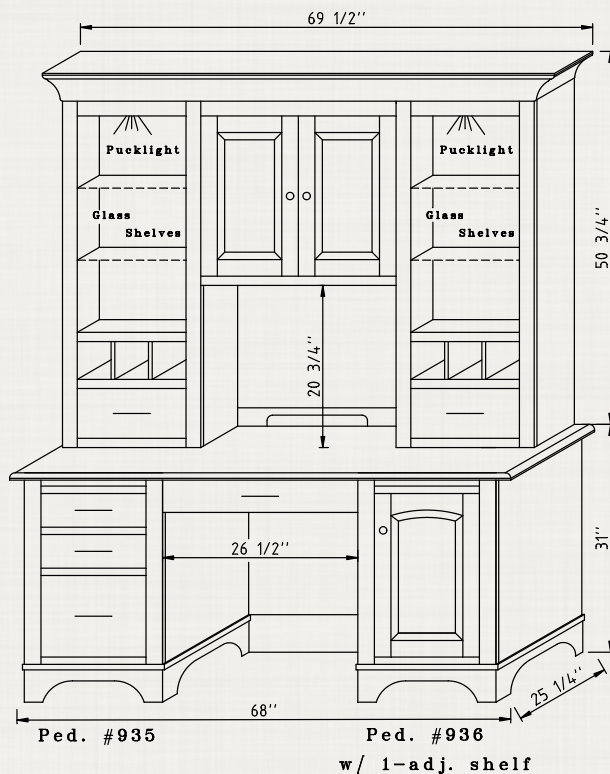 69 1/2''
Pucklight
Pucklight
Glass
Shelves
Glass
Shelves
50 3/4''
20 3/4''
26 1/2''
31''
25 1/4''
68''
Ped. #935
Ped. #936
w/ 1-adj. shelf